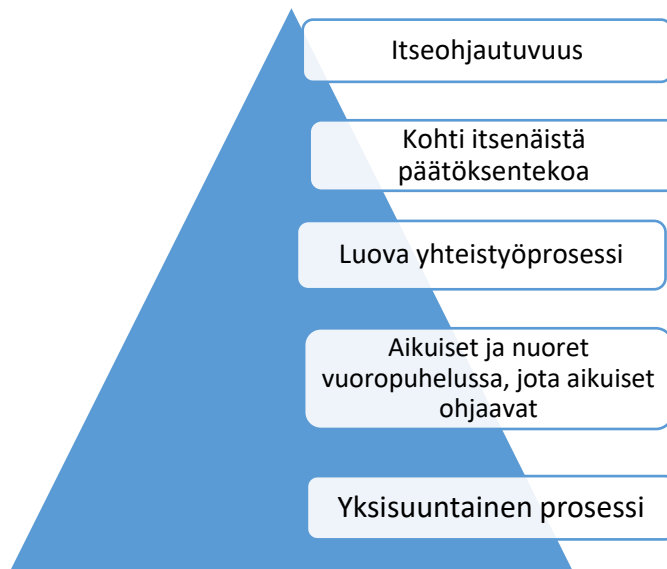 Itseohjautuvuus
Kohti itsenäistä
päätöksentekoa
Luova yhteistyöprosessi
Aikuiset ja nuoret
vuoropuhelussa, jota aikuiset
ohjaavat
Yksisuuntainen prosessi